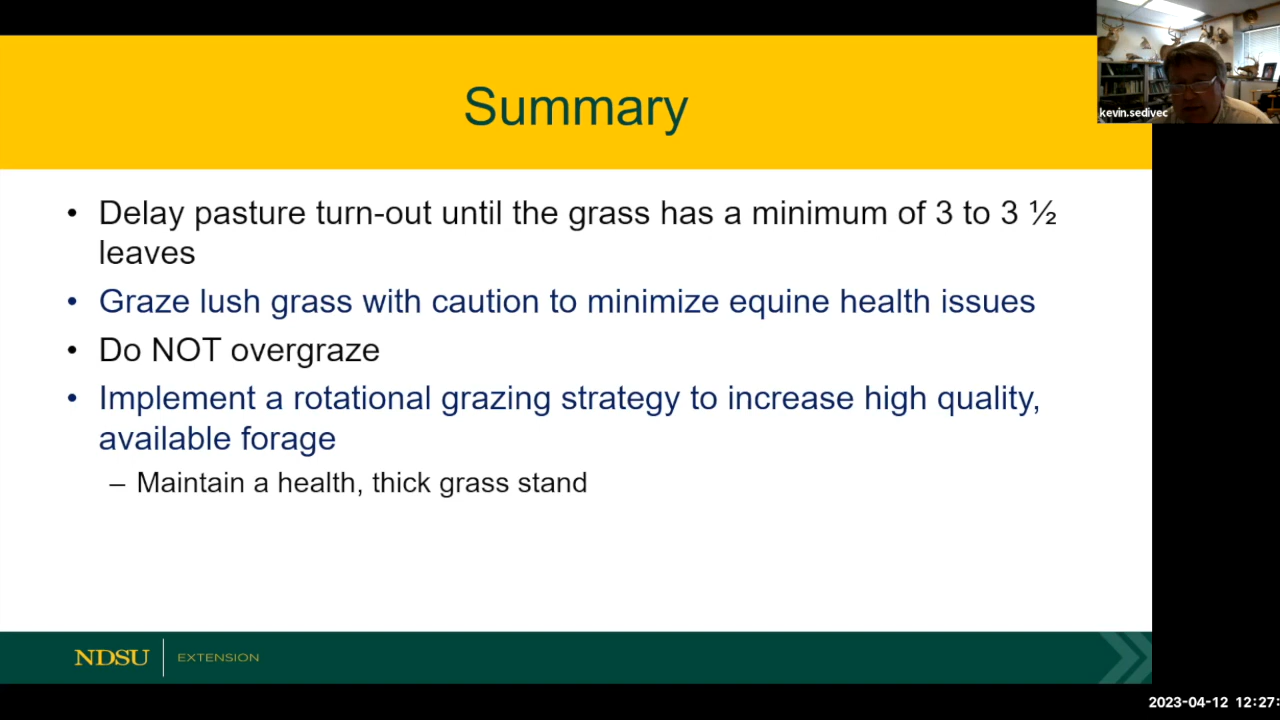 Summary
kevin.sedivec
• Delay pasture turn-out until the grass has a minimum of 3 to 3 ½
leaves
• Graze lush grass with caution to minimize equine health issues
• Do NOT overgraze
• Implement a rotational grazing strategy to increase high quality,
available forage
– Maintain a health, thick grass stand
NDSU EXTENSION
2023-04-12 12:27: